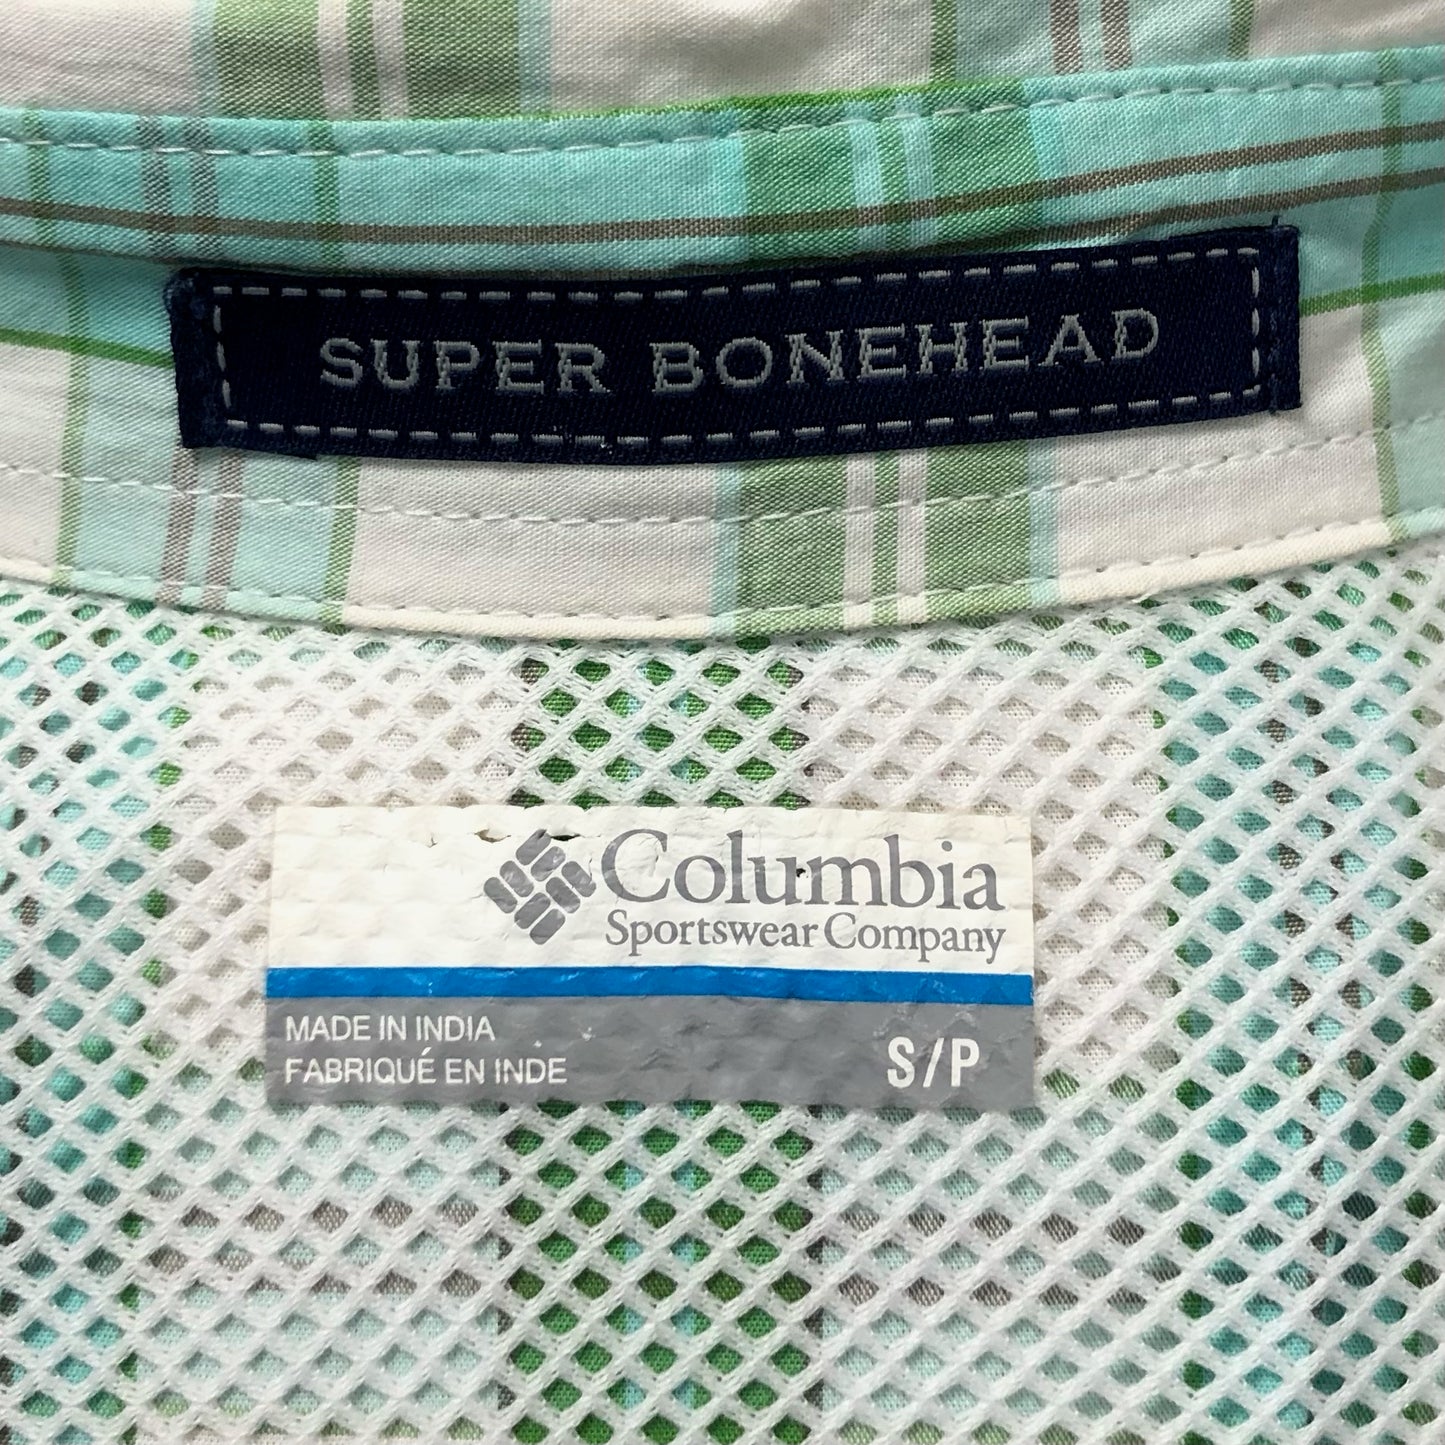 SUPER BONEHEAD
Columbia
Sportswear Company
MADE IN INDIA
FABRIQUÉ EN INDE
S/P